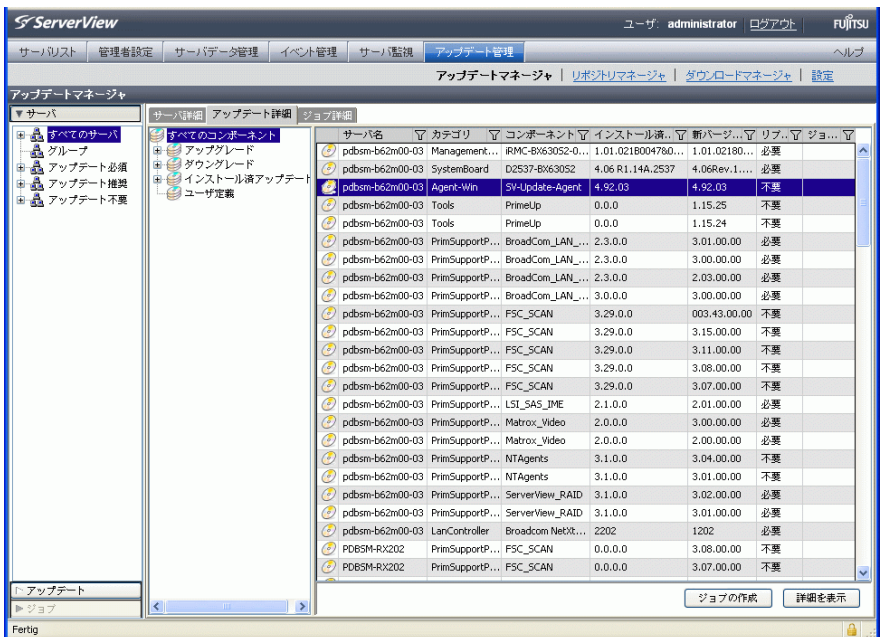 ServerView ユーザ: administrator ログアウト FUJITSU
サーバリスト 管理者設定 サーバデータ管理 イベント管理 サーバ監視 アップデート管理 ヘルプ
アップデートマネージャ | リポジトリマネージャ | ダウンロードマネージャ | 設定
アップデートマネージャ
▼サーバ
すべてのサーバ
グループ
アップデート必須
アップデート推奨
アップデート不要
サーバ詳細 アップデート詳細 ジョブ詳細
すべてのコンポーネント
アップグレード
ダウングレード
インストール済アップデート
ユーザ定義
サーバ名 カテゴリ コンポーネント インストール済.. 新バージ... リブ.. ジョ...
pdbsm-b62m00-03 Management... iRMC-BX630S2-0... 1.01.021B0047&0... 1.01.02180... 必要
pdbsm-b62m00-03 SystemBoard D2537-BX630S2 4.06 R1.14A.2537 4.06Rev.1.... 必要
pdbsm-b62m00-03 Agent-Win SV-Update-Agent 4.92.03 4.92.03 不要
pdbsm-b62m00-03 Tools PrimeUp 0.0.0 1.15.25 不要
pdbsm-b62m00-03 Tools PrimeUp 0.0.0 1.15.24 不要
pdbsm-b62m00-03 PrimSupportP... BroadCom_LAN_... 2.3.0.0 3.01.00.00 必要
pdbsm-b62m00-03 PrimSupportP... BroadCom_LAN_... 2.3.0.0 3.00.00.00 必要
pdbsm-b62m00-03 PrimSupportP... BroadCom_LAN_... 2.3.0.0 2.03.00.00 必要
pdbsm-b62m00-03 PrimSupportP... BroadCom_LAN_... 3.0.0.0 3.00.00.00 必要
pdbsm-b62m00-03 PrimSupportP... FSC_SCAN 3.29.0.0 003.43.00.00 不要
pdbsm-b62m00-03 PrimSupportP... FSC_SCAN 3.29.0.0 3.15.00.00 不要
pdbsm-b62m00-03 PrimSupportP... FSC_SCAN 3.29.0.0 3.11.00.00 不要
pdbsm-b62m00-03 PrimSupportP... FSC_SCAN 3.29.0.0 3.08.00.00 不要
pdbsm-b62m00-03 PrimSupportP... FSC_SCAN 3.29.0.0 3.07.00.00 不要
pdbsm-b62m00-03 PrimSupportP... LSI_SAS_IME 2.1.0.0 2.01.00.00 必要
pdbsm-b62m00-03 PrimSupportP... Matrox_Video 2.0.0.0 3.00.00.00 必要
pdbsm-b62m00-03 PrimSupportP... Matrox_Video 2.0.0.0 2.00.00.00 必要
pdbsm-b62m00-03 PrimSupportP... NTAgents 3.1.0.0 3.04.00.00 不要
pdbsm-b62m00-03 PrimSupportP... NTAgents 3.1.0.0 3.01.00.00 不要
pdbsm-b62m00-03 PrimSupportP... ServerView_RAID 3.1.0.0 3.02.00.00 必要
pdbsm-b62m00-03 PrimSupportP... ServerView_RAID 3.1.0.0 3.01.00.00 必要
pdbsm-b62m00-03 LanController Broadcom NetXt... 2202 1202 必要
PDBSM-RX202 PrimSupportP... FSC_SCAN 0.0.0.0 3.08.00.00 不要
PDBSM-RX202 PrimSupportP... FSC_SCAN 0.0.0.0 3.07.00.00 不要
アップデート
ジョブ
ジョブの作成 詳細を表示
Fertig